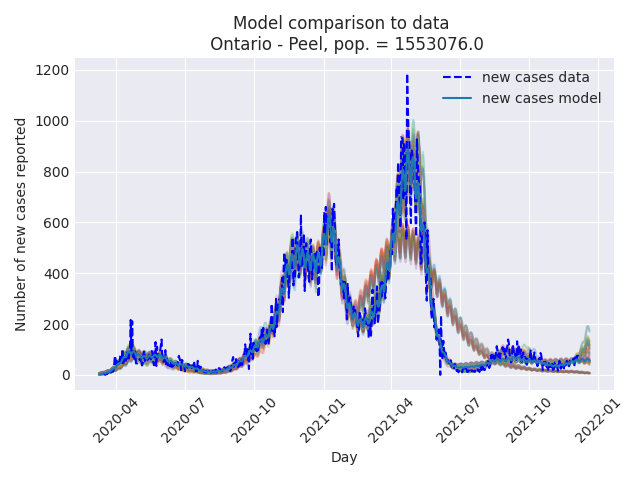 Model comparison to data
Ontario - Peel, pop. = 1553076.0
new cases data
new cases model
Number of new cases reported
1200
1000
800
600
400
200
0
2020-04
2020-07
2020-10
2021-01
2021-04
2021-07
2021-10
2022-01
Day